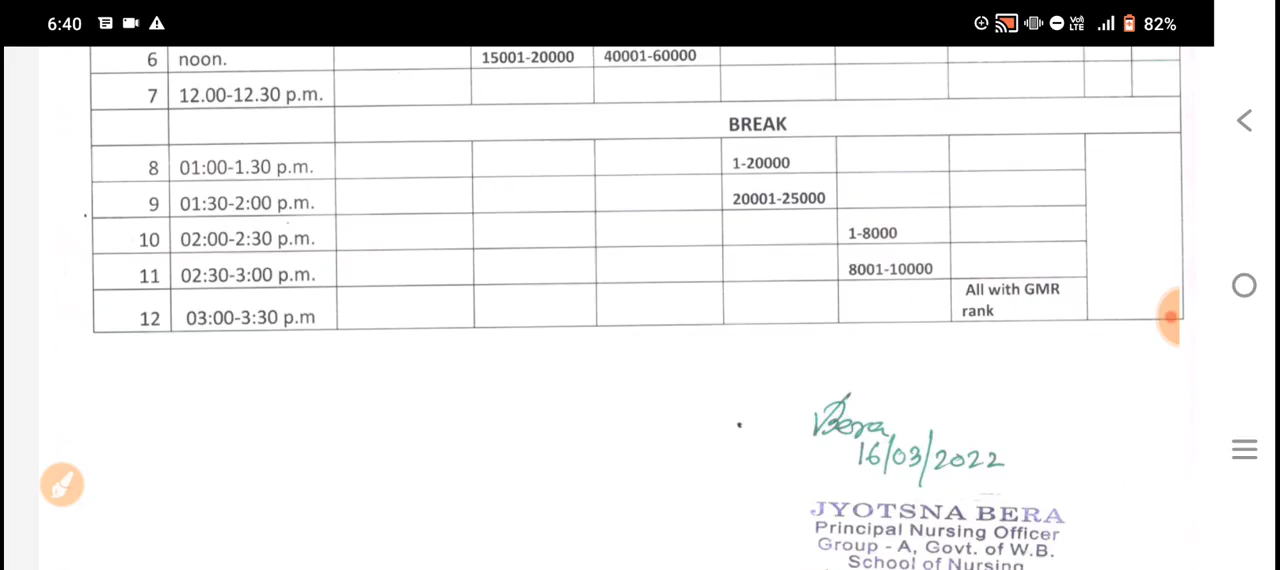 6:40 82%
VoI) LTE
6 noon. 15001-20000 40001-60000
7 12.00-12.30 p.m.
BREAK
8 01:00-1.30 p.m. 1-20000
9 01:30-2:00 p.m. 20001-25000
10 02:00-2:30 p.m. 1-8000
11 02:30-3:00 p.m. 8001-10000
12 03:00-3:30 p.m All with GMR
rank
Bera
16/03/2022
JYOTSNA BERA
Principal Nursing Officer
Group - A, Govt. of W.B.
School of Nursing